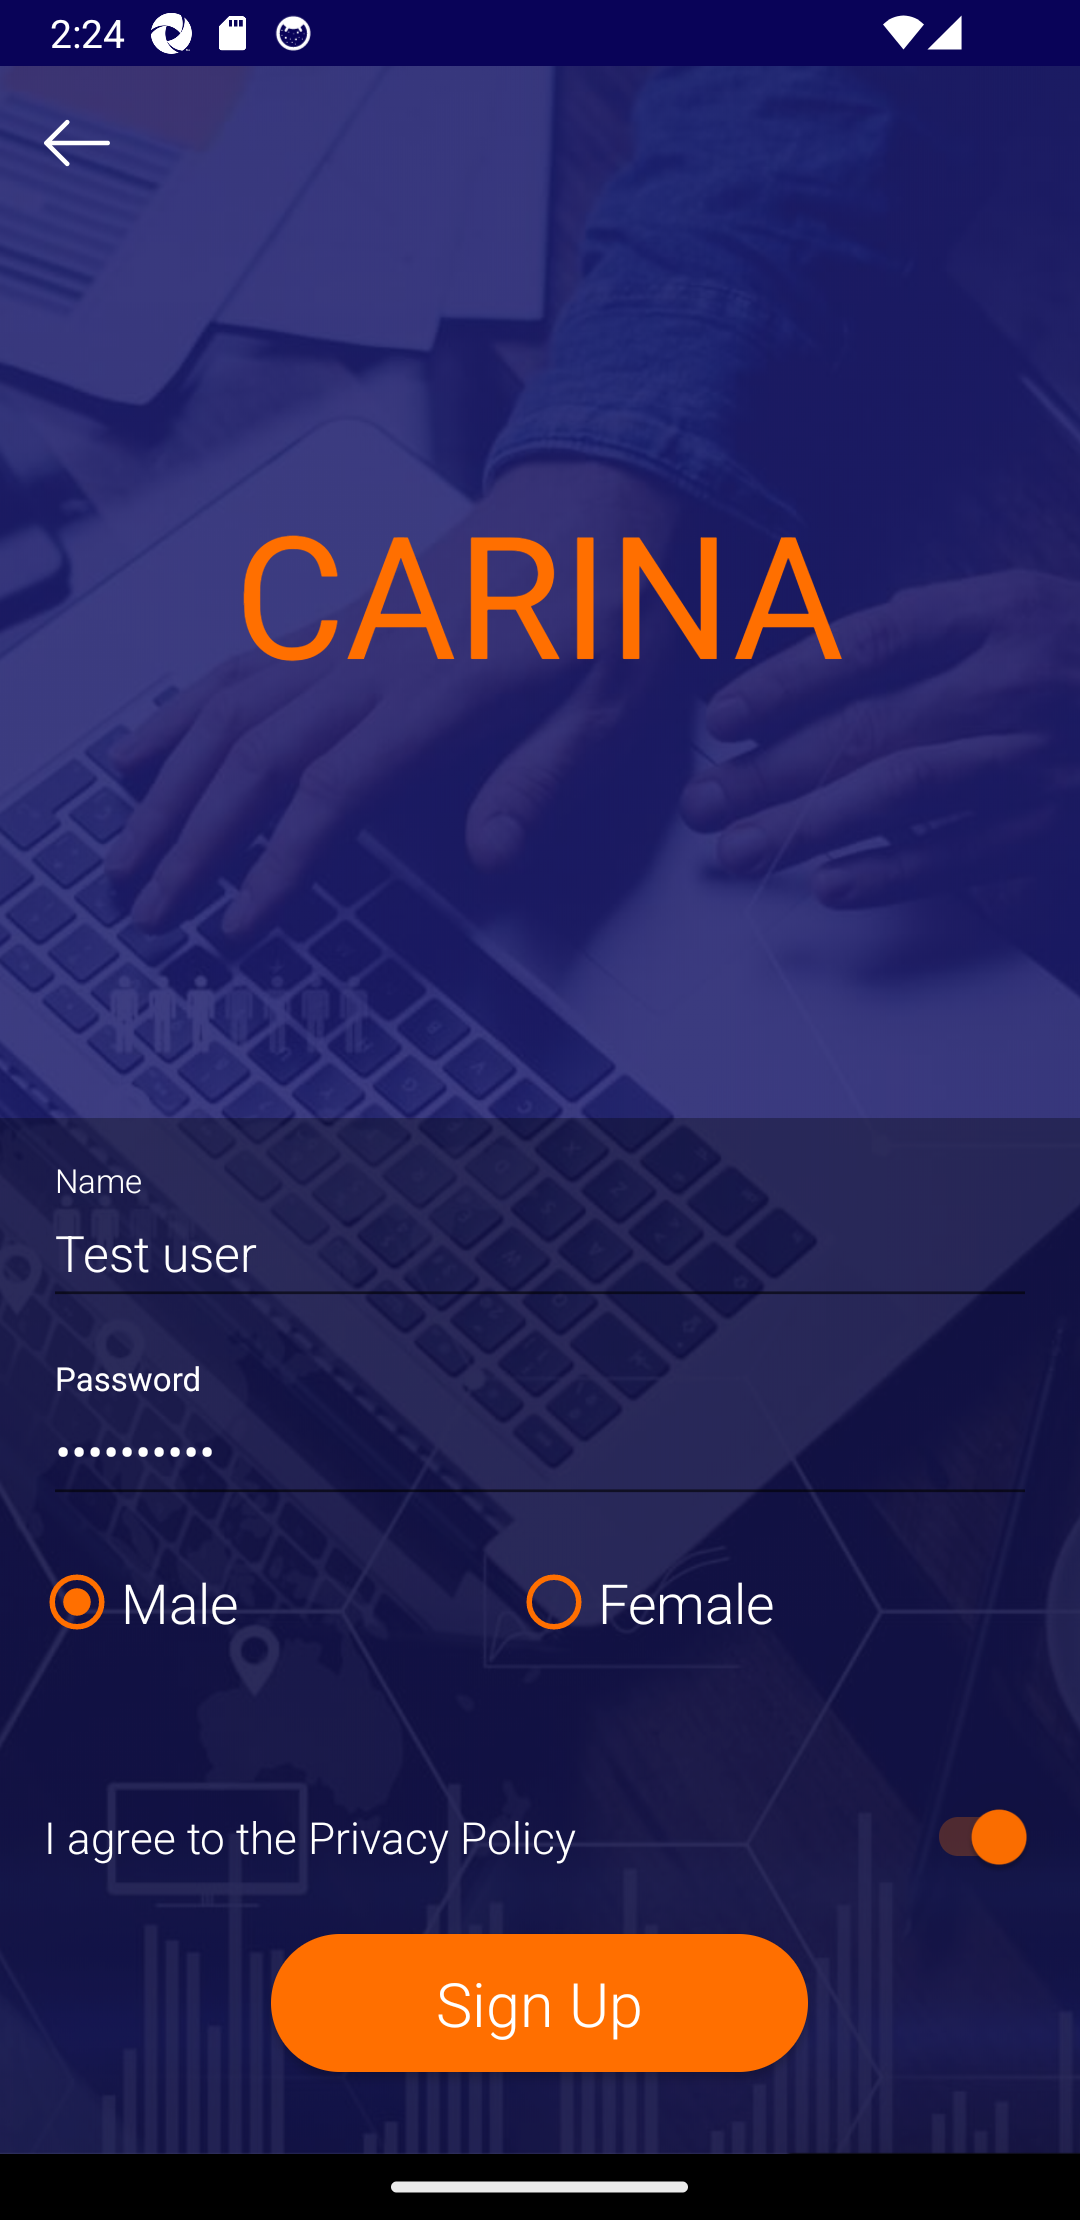 2:24
CARINA
Name
Test user
Password
••••••••••
Male
Female
I agree to the Privacy Policy
Sign Up